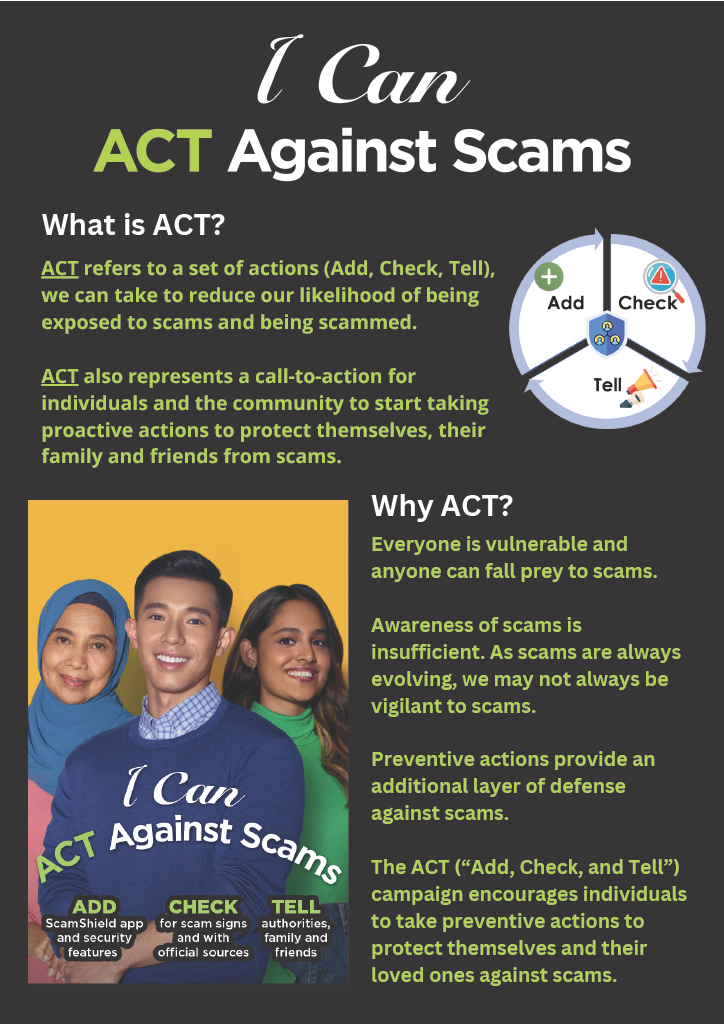 I Can
ACT Against Scams
What is ACT?
ACT refers to a set of actions (Add, Check, Tell),
we can take to reduce our likelihood of being
exposed to scams and being scammed.
ACT also represents a call-to-action for
individuals and the community to start taking
proactive actions to protect themselves, their
family and friends from scams.
Add
Check
Tell
Why ACT?
Everyone is vulnerable and
anyone can fall prey to scams.
Awareness of scams is
insufficient. As scams are always
evolving, we may not always be
vigilant to scams.
Preventive actions provide an
additional layer of defense
against scams.
The ACT (“Add, Check, and Tell”)
campaign encourages individuals
to take preventive actions to
protect themselves and their
loved ones against scams.
I Can
ACT Against Scams
ADD
ScamShield app
and security
features
CHECK
for scam signs
and with
official sources
TELL
authorities,
family and
friends